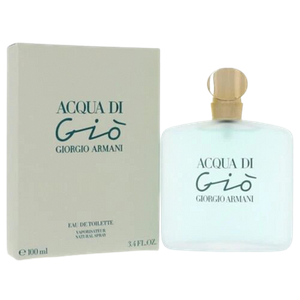 ACQUA DI
Giò
GIORGIO ARMANI
EAU DE TOILETTE
VAPORISATEUR
NATURAL SPRAY
℮ 100 ml
3.4 FL.OZ.
ACQUA DI
Giò
GIORGIO ARMANI